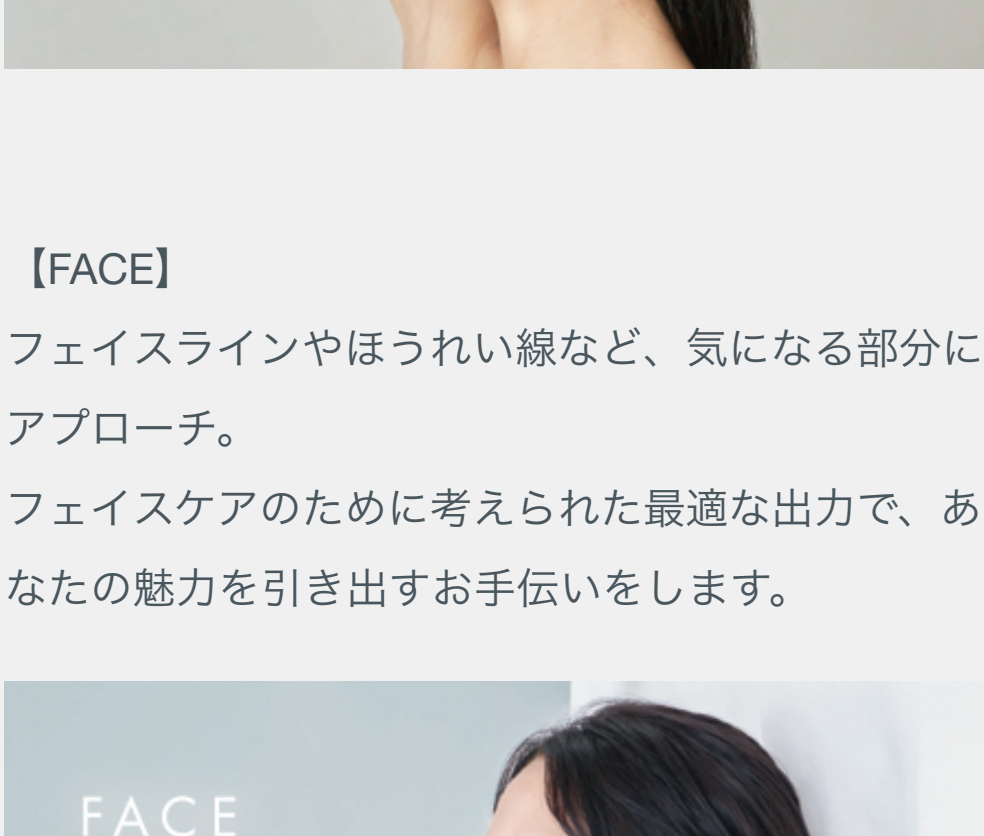 【FACE】
フェイスラインやほうれい線など、気になる部分に
アプローチ。
フェイスケアのために考えられた最適な出力で、あ
なたの魅力を引き出すお手伝いをします。
FACE